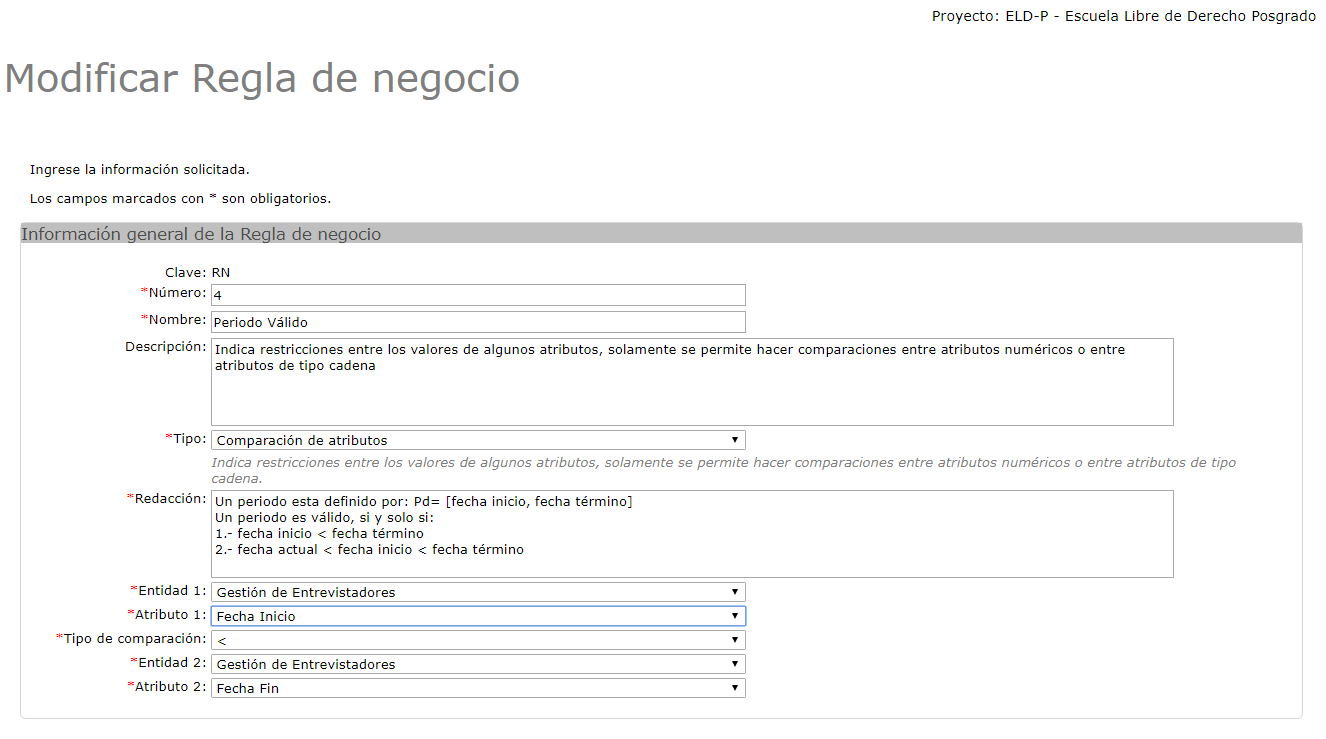 Proyecto: ELD-P - Escuela Libre de Derecho Posgrado
Modificar Regla de negocio
Ingrese la información solicitada.
Los campos marcados con * son obligatorios.
Información general de la Regla de negocio
Clave: RN
*Número: 4
*Nombre: Periodo Válido
Descripción: Indica restricciones entre los valores de algunos atributos, solamente se permite hacer comparaciones entre atributos numéricos o entre
atributos de tipo cadena
*Tipo: Comparación de atributos
Indica restricciones entre los valores de algunos atributos, solamente se permite hacer comparaciones entre atributos numéricos o entre atributos de tipo
cadena.
*Redacción: Un periodo esta definido por: Pd= [fecha inicio, fecha término]
Un periodo es válido, si y solo si:
1.- fecha inicio < fecha término
2.- fecha actual < fecha inicio < fecha término
*Entidad 1: Gestión de Entrevistadores
*Atributo 1: Fecha Inicio
*Tipo de comparación: <
*Entidad 2: Gestión de Entrevistadores
*Atributo 2: Fecha Fin